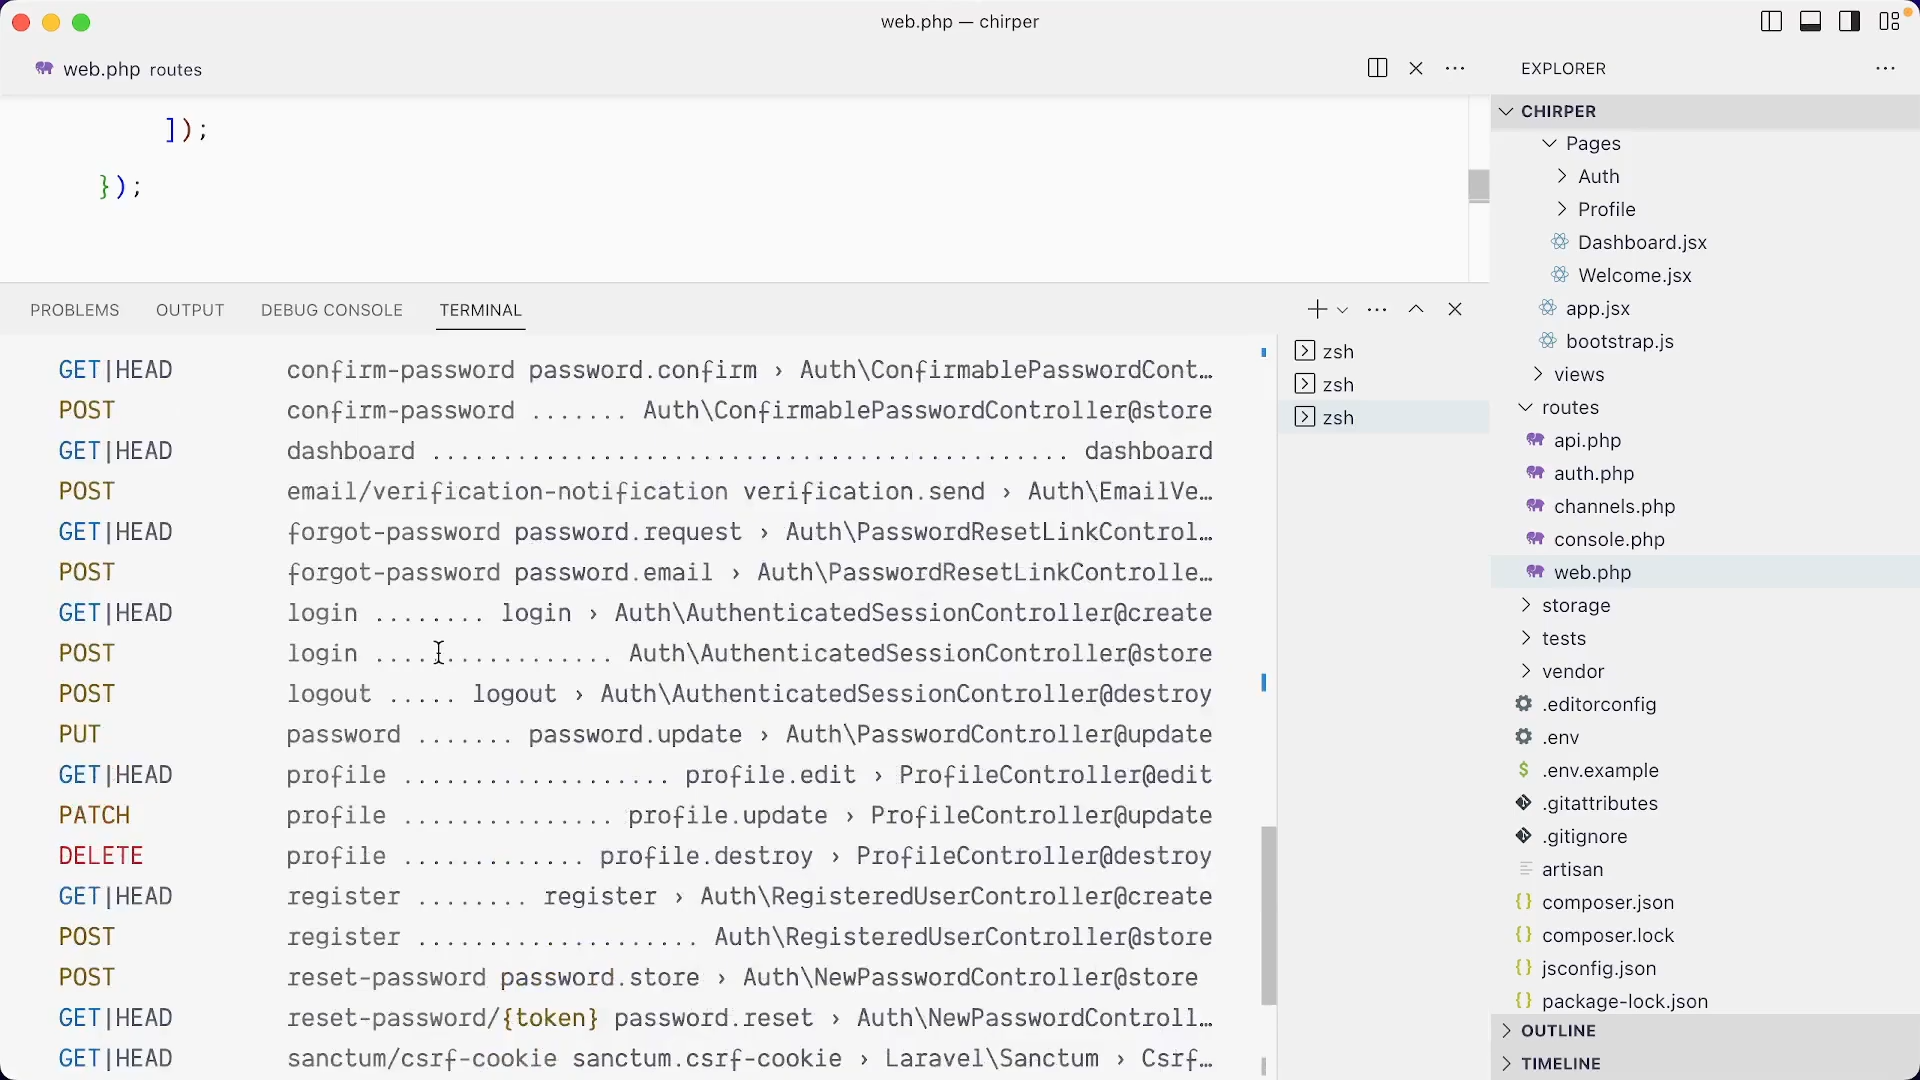 web.php — chirper
web.php routes
]);
});
PROBLEMS OUTPUT DEBUG CONSOLE TERMINAL
GET|HEAD confirm-password password.confirm › Auth\ConfirmablePasswordCont…
POST confirm-password ....... Auth\ConfirmablePasswordController@store
GET|HEAD dashboard ............................................. dashboard
POST email/verification-notification verification.send › Auth\EmailVe…
GET|HEAD forgot-password password.request › Auth\PasswordResetLinkControl…
POST forgot-password password.email › Auth\PasswordResetLinkControlle…
GET|HEAD login ........ login › Auth\AuthenticatedSessionController@create
POST login ................. Auth\AuthenticatedSessionController@store
POST logout ..... logout › Auth\AuthenticatedSessionController@destroy
PUT password ....... password.update › Auth\PasswordController@update
GET|HEAD profile ................... profile.edit › ProfileController@edit
PATCH profile ............... profile.update › ProfileController@update
DELETE profile ............. profile.destroy › ProfileController@destroy
GET|HEAD register ........ register › Auth\RegisteredUserController@create
POST register .................... Auth\RegisteredUserController@store
POST reset-password password.store › Auth\NewPasswordController@store
GET|HEAD reset-password/{token} password.reset › Auth\NewPasswordControll…
GET|HEAD sanctum/csrf-cookie sanctum.csrf-cookie › Laravel\Sanctum › Csrf…
zsh
zsh
zsh
EXPLORER
CHIRPER
Pages
Auth
Profile
Dashboard.jsx
Welcome.jsx
app.jsx
bootstrap.js
views
routes
api.php
auth.php
channels.php
console.php
web.php
storage
tests
vendor
.editorconfig
.env
.env.example
.gitattributes
.gitignore
artisan
composer.json
composer.lock
jsconfig.json
package-lock.json
OUTLINE
TIMELINE